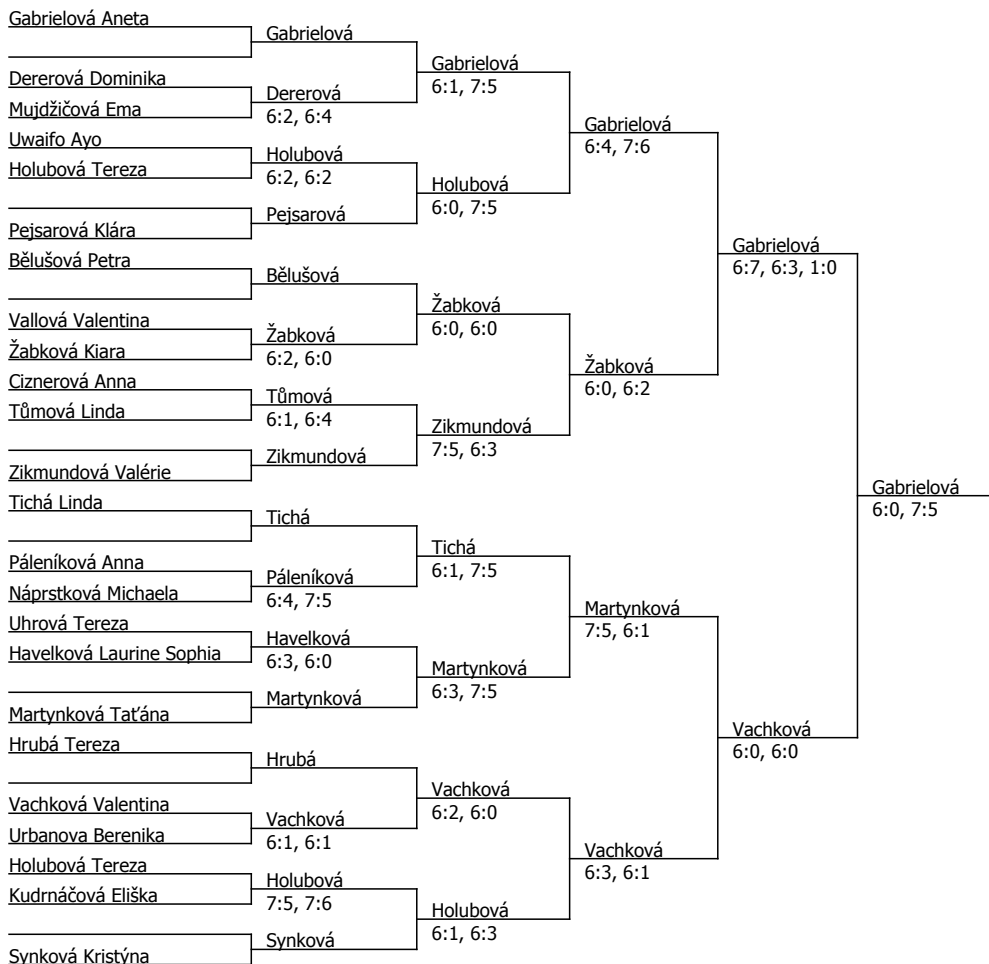 Gabrielová Aneta
Dererová Dominika
Mujdžičová Ema
Uwaifo Ayo
Holubová Tereza
Pejsarová Klára
Bělušová Petra
Vallová Valentina
Žabková Kiara
Ciznerová Anna
Tůmová Linda
Zikmundová Valérie
Tichá Linda
Páleníková Anna
Náprstková Michaela
Uhrová Tereza
Havelková Laurine Sophia
Martynková Taťána
Hrubá Tereza
Vachková Valentina
Urbanova Berenika
Holubová Tereza
Kudrnáčová Eliška
Synková Kristýna
Gabrielová
Dererová
6:2, 6:4
Holubová
6:2, 6:2
Pejsarová
Bělušová
Žabková
6:2, 6:0
Tůmová
6:1, 6:4
Zikmundová
Tichá
Páleníková
6:4, 7:5
Havelková
6:3, 6:0
Martynková
Hrubá
Vachková
6:1, 6:1
Holubová
7:5, 7:6
Synková
Gabrielová
6:1, 7:5
Holubová
6:0, 7:5
Žabková
6:0, 6:0
Zikmundová
7:5, 6:3
Tichá
6:1, 7:5
Martynková
6:3, 7:5
Vachková
6:2, 6:0
Holubová
6:1, 6:3
Gabrielová
6:4, 7:6
Žabková
6:0, 6:2
Martynková
7:5, 6:1
Vachková
6:3, 6:1
Gabrielová
6:7, 6:3, 1:0
Vachková
6:0, 6:0
Gabrielová
6:0, 7:5